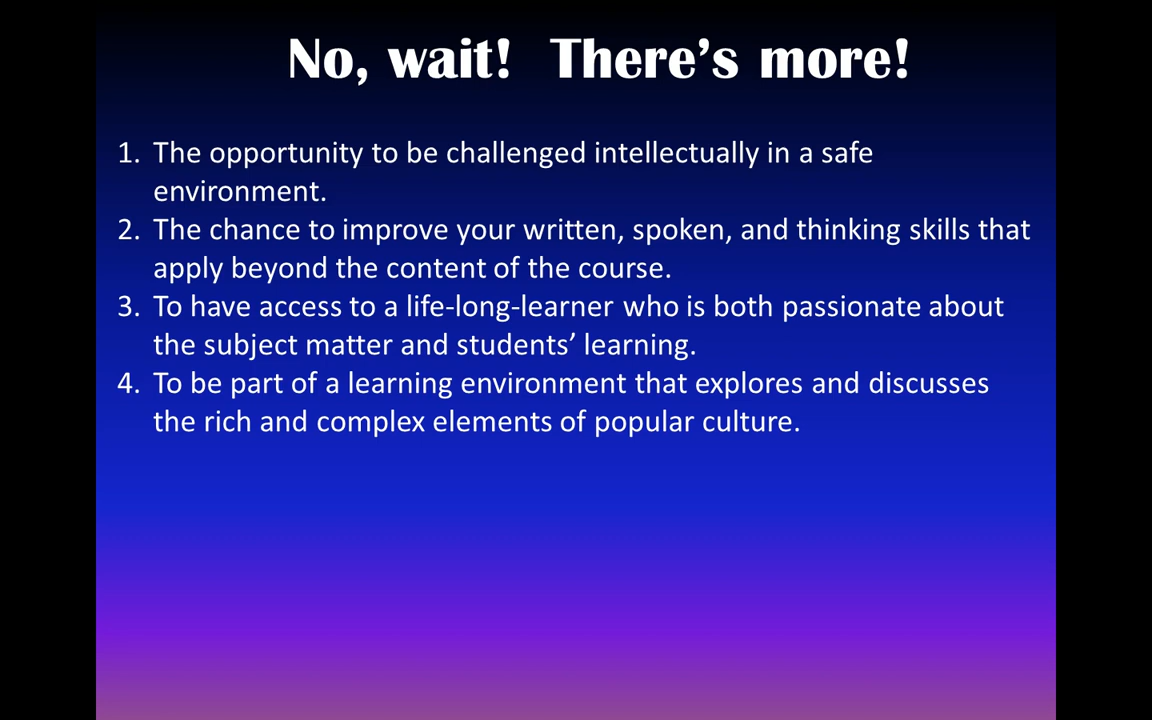 No, wait!  There’s more!
1. The opportunity to be challenged intellectually in a safe
environment.
2. The chance to improve your written, spoken, and thinking skills that
apply beyond the content of the course.
3. To have access to a life-long-learner who is both passionate about
the subject matter and students’ learning.
4. To be part of a learning environment that explores and discusses
the rich and complex elements of popular culture.